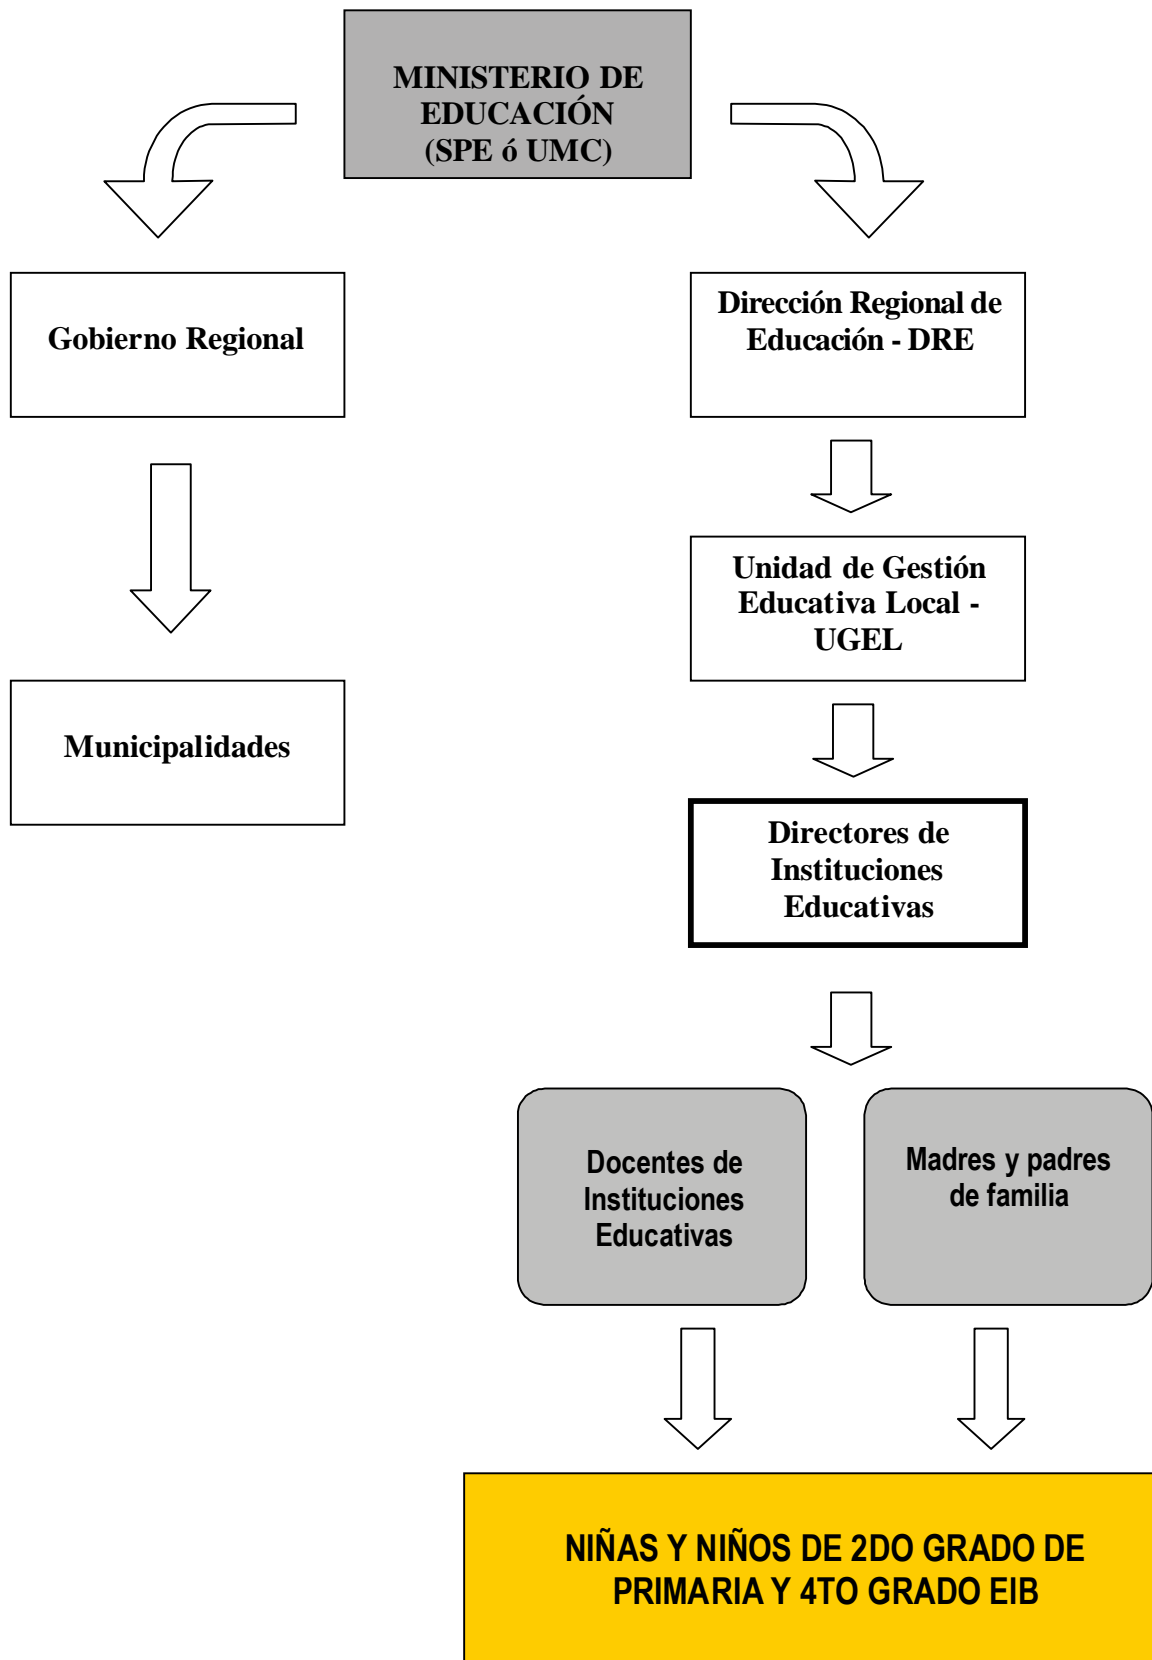 MINISTERIO DE
EDUCACIÓN
(SPE ó UMC)
Gobierno Regional
Dirección Regional de
Educación - DRE
Unidad de Gestión
Educativa Local -
UGEL
Municipalidades
Directores de
Instituciones
Educativas
Docentes de
Instituciones
Educativas
Madres y padres
de familia
NIÑAS Y NIÑOS DE 2DO GRADO DE
PRIMARIA Y 4TO GRADO EIB